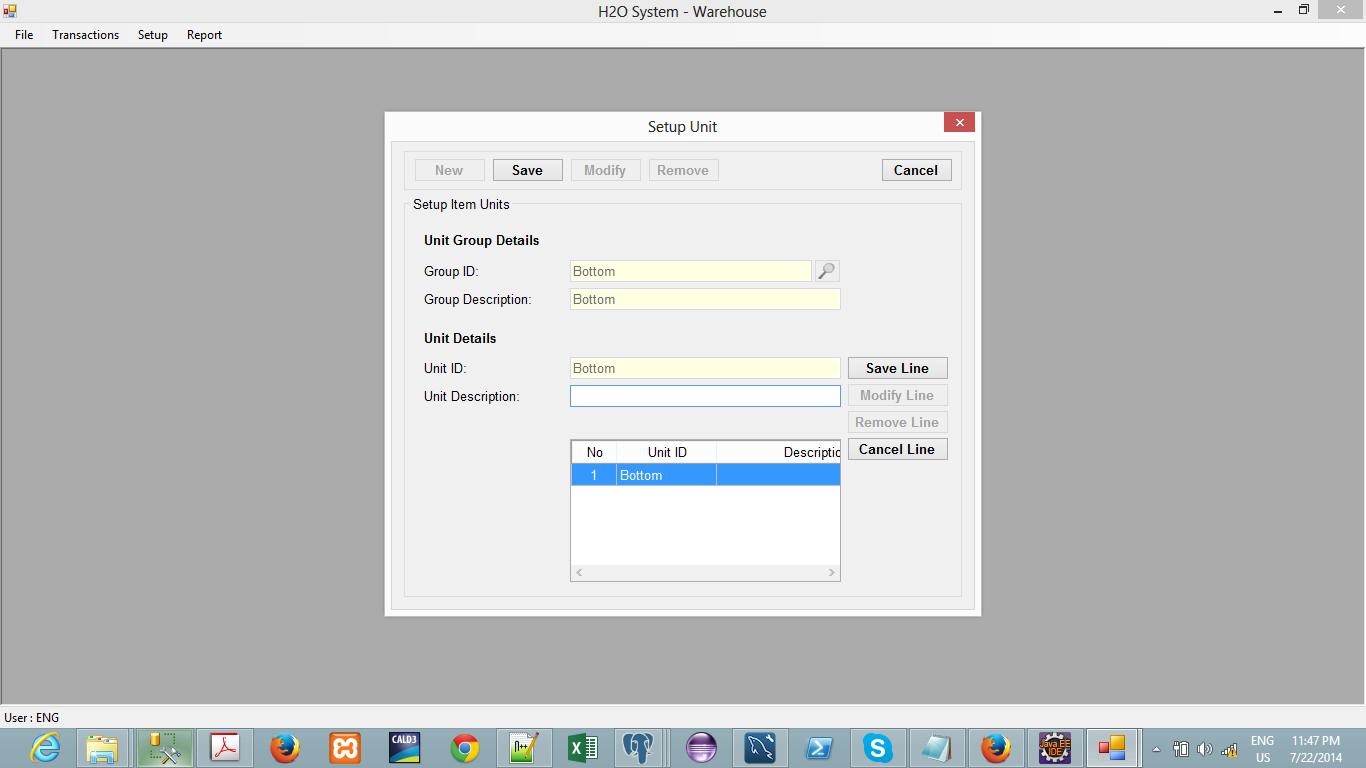 H2O System - Warehouse
File Transactions Setup Report
Setup Unit
New Save Modify Remove Cancel
Setup Item Units
Unit Group Details
Group ID: Bottom
Group Description: Bottom
Unit Details
Unit ID: Bottom Save Line
Unit Description: Modify Line
Remove Line
No Unit ID Descriptio Cancel Line
1 Bottom
User : ENG
CALD3
n++
Java EE
IDE
ENG 11:47 PM
US 7/22/2014